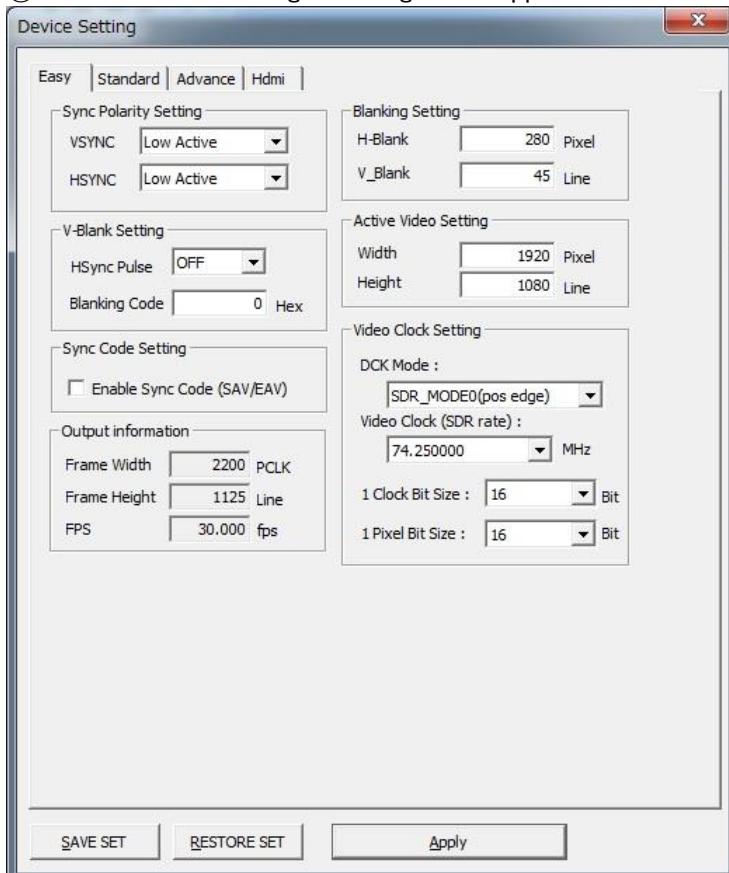 Device Setting
X
Easy Standard Advance Hdmi
Sync Polarity Setting
VSYNC Low Active
HSYNC Low Active
V-Blank Setting
HSync Pulse OFF
Blanking Code 0 Hex
Sync Code Setting
Enable Sync Code (SAV/EAV)
Output information
Frame Width 2200 PCLK
Frame Height 1125 Line
FPS 30.000 fps
Blanking Setting
H-Blank 280 Pixel
V_Blank 45 Line
Active Video Setting
Width 1920 Pixel
Height 1080 Line
Video Clock Setting
DCK Mode :
SDR_MODE0(pos edge)
Video Clock (SDR rate) :
74.250000 MHz
1 Clock Bit Size : 16 Bit
1 Pixel Bit Size : 16 Bit
SAVE SET RESTORE SET Apply